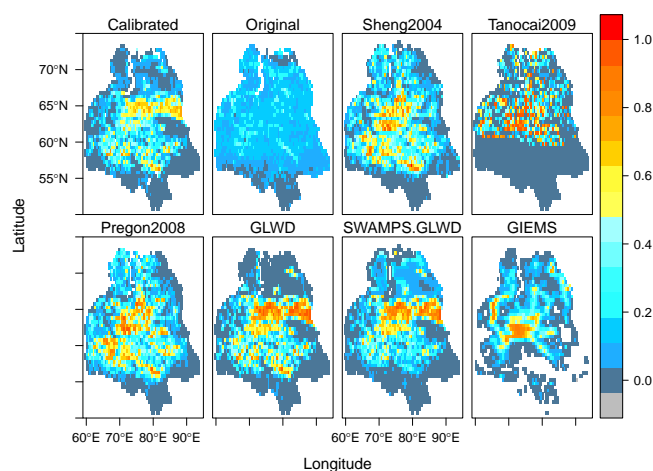 Calibrated Original Sheng2004 Tanocai2009
70°N
65°N
60°N
55°N
Latitude
Pregon2008 GLWD SWAMPS.GLWD GIEMS
60°E 70°E 80°E 90°E 60°E 70°E 80°E 90°E
Longitude
1.0
0.8
0.6
0.4
0.2
0.0